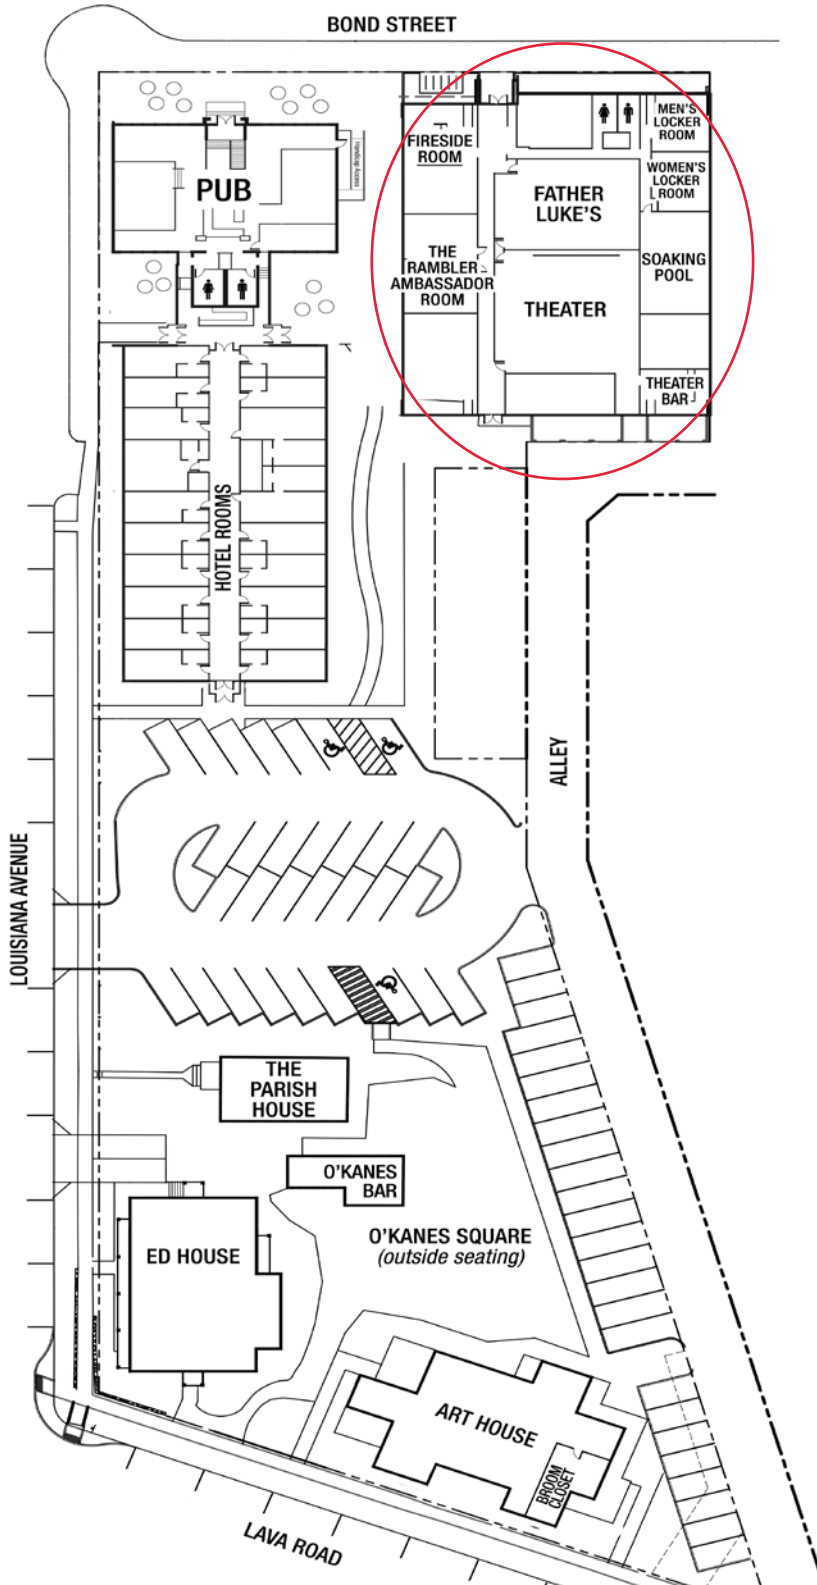 BOND STREET
PUB
Handicap Access
FIRESIDE
ROOM
FATHER
LUKE'S
MEN'S
LOCKER
ROOM
WOMEN'S
LOCKER
ROOM
THE
RAMBLER
AMBASSADOR
ROOM
THEATER
SOAKING
POOL
THEATER
BAR
HOTEL ROOMS
ALLEY
LOUISIANA AVENUE
THE
PARISH
HOUSE
O'KANES
BAR
O'KANES SQUARE
(outside seating)
ED HOUSE
ART HOUSE
BROOM
CLOSET
LAVA ROAD